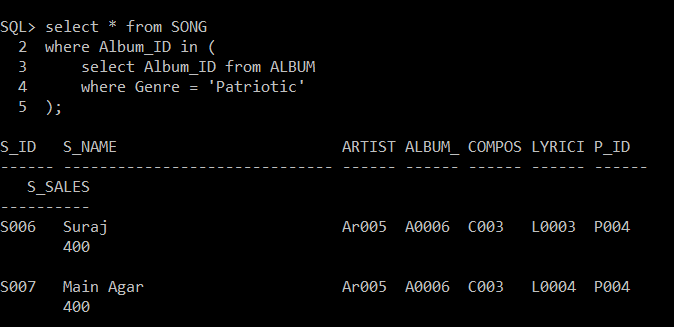 SQL> select * from SONG
  2  where Album_ID in (
  3      select Album_ID from ALBUM
  4      where Genre = 'Patriotic'
  5  );
S_ID   S_NAME                         ARTIST ALBUM_ COMPOS LYRICI P_ID
------ ------------------------------ ------ ------ ------ ------ ------
   S_SALES
----------
S006   Suraj                          Ar005  A0006  C003   L0003  P004
       400
S007   Main Agar                      Ar005  A0006  C003   L0004  P004
       400